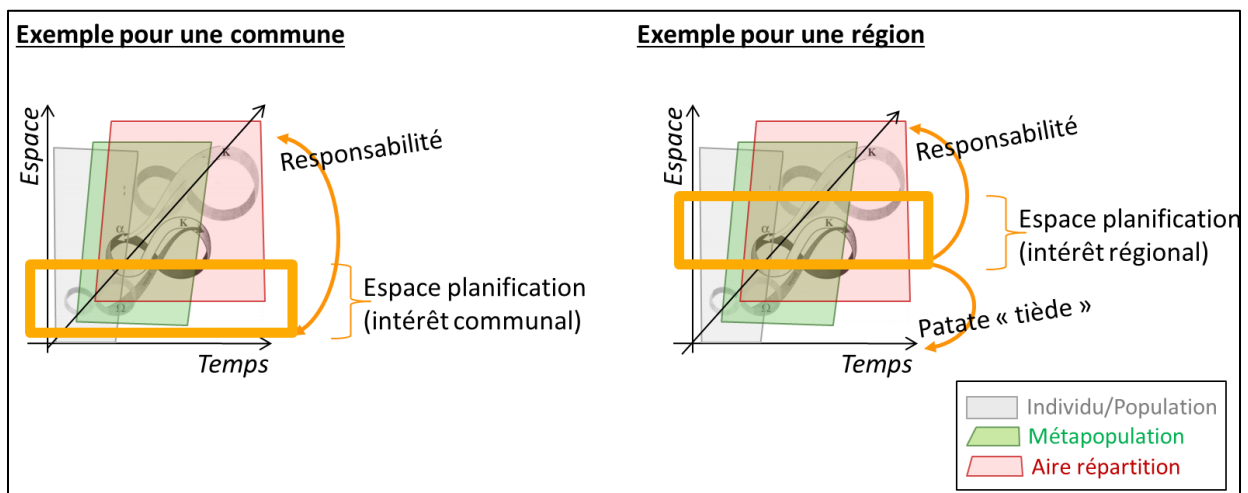 Exemple pour une commune
Espace
Responsabilité
K
α
K
Ω
Espace planification
(intérêt communal)
Temps
Exemple pour une région
Espace
Responsabilité
K
α
K
Ω
Espace planification
(intérêt régional)
Patate « tiède »
Temps
Individu/Population
Métapopulation
Aire répartition